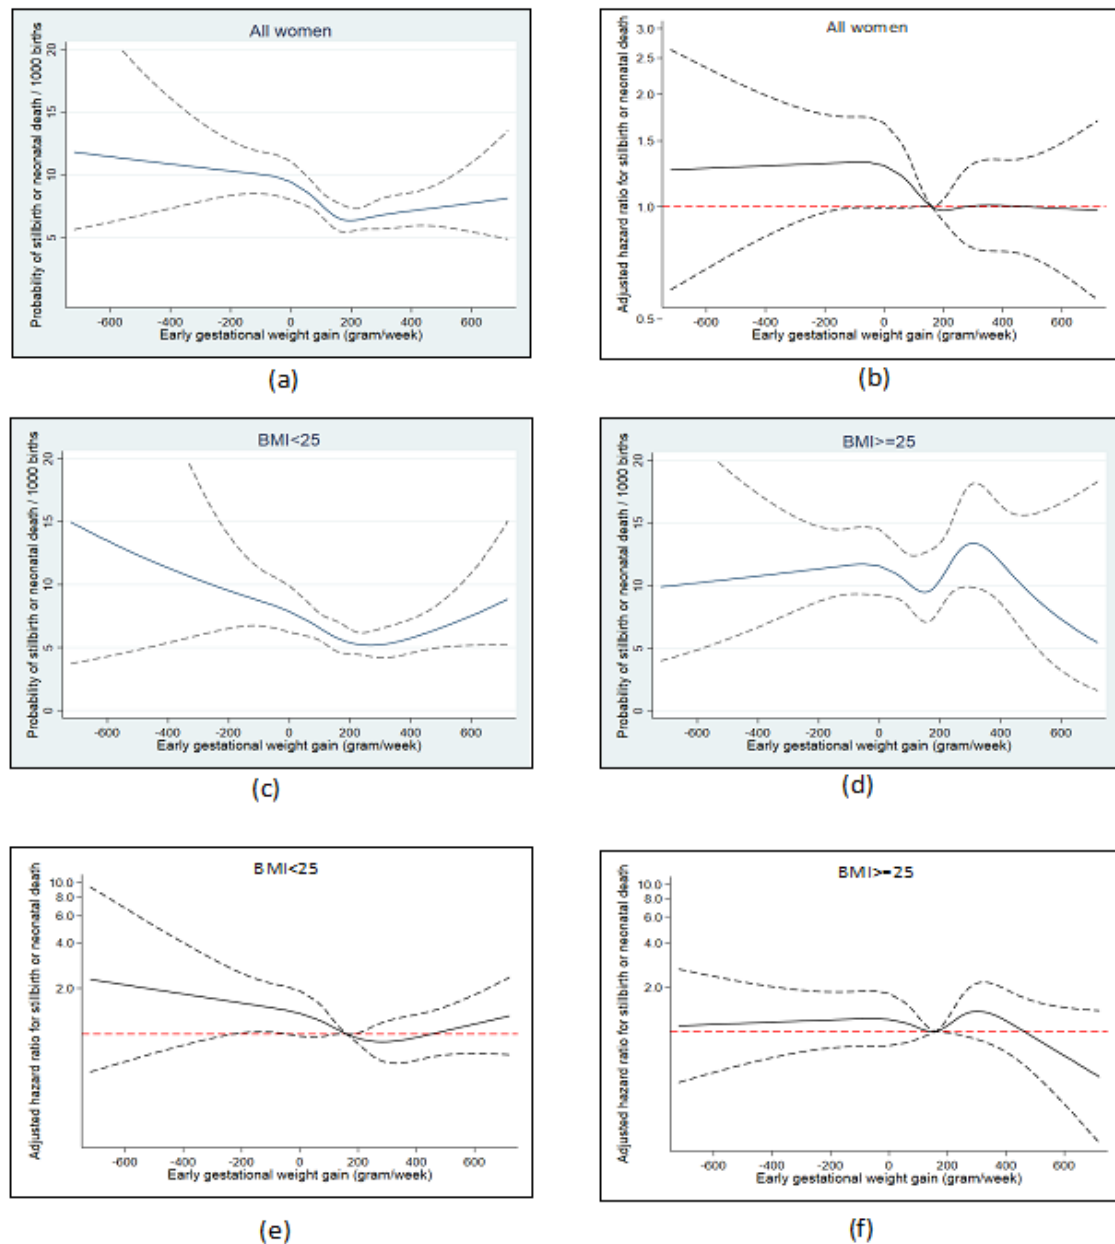 All women
Probability of stillbirth or neonatal death / 1000 births
20
15
10
5
-600 -400 -200 0 200 400 600
Early gestational weight gain (gram/week)
(a)
All women
Adjusted hazard ratio for stillbirth or neonatal death
3.0
2.5
2.0
1.5
1.0
0.5
-600 -400 -200 0 200 400 600
Early gestational weight gain (gram/week)
(b)
BMI<25
Probability of stillbirth or neonatal death / 1000 births
20
15
10
5
0
-600 -400 -200 0 200 400 600
Early gestational weight gain (gram/week)
(c)
BMI>=25
Probability of stillbirth or neonatal death / 1000 births
20
15
10
5
0
-600 -400 -200 0 200 400 600
Early gestational weight gain (gram/week)
(d)
BMI<25
Adjusted hazard ratio for stillbirth or neonatal death
10.0
8.0
6.0
4.0
2.0
-600 -400 -200 0 200 400 600
Early gestational weight gain (gram/week)
(e)
BMI>=25
Adjusted hazard ratio for stillbirth or neonatal death
10.0
8.0
6.0
4.0
2.0
-600 -400 -200 0 200 400 600
Early gestational weight gain (gram/week)
(f)